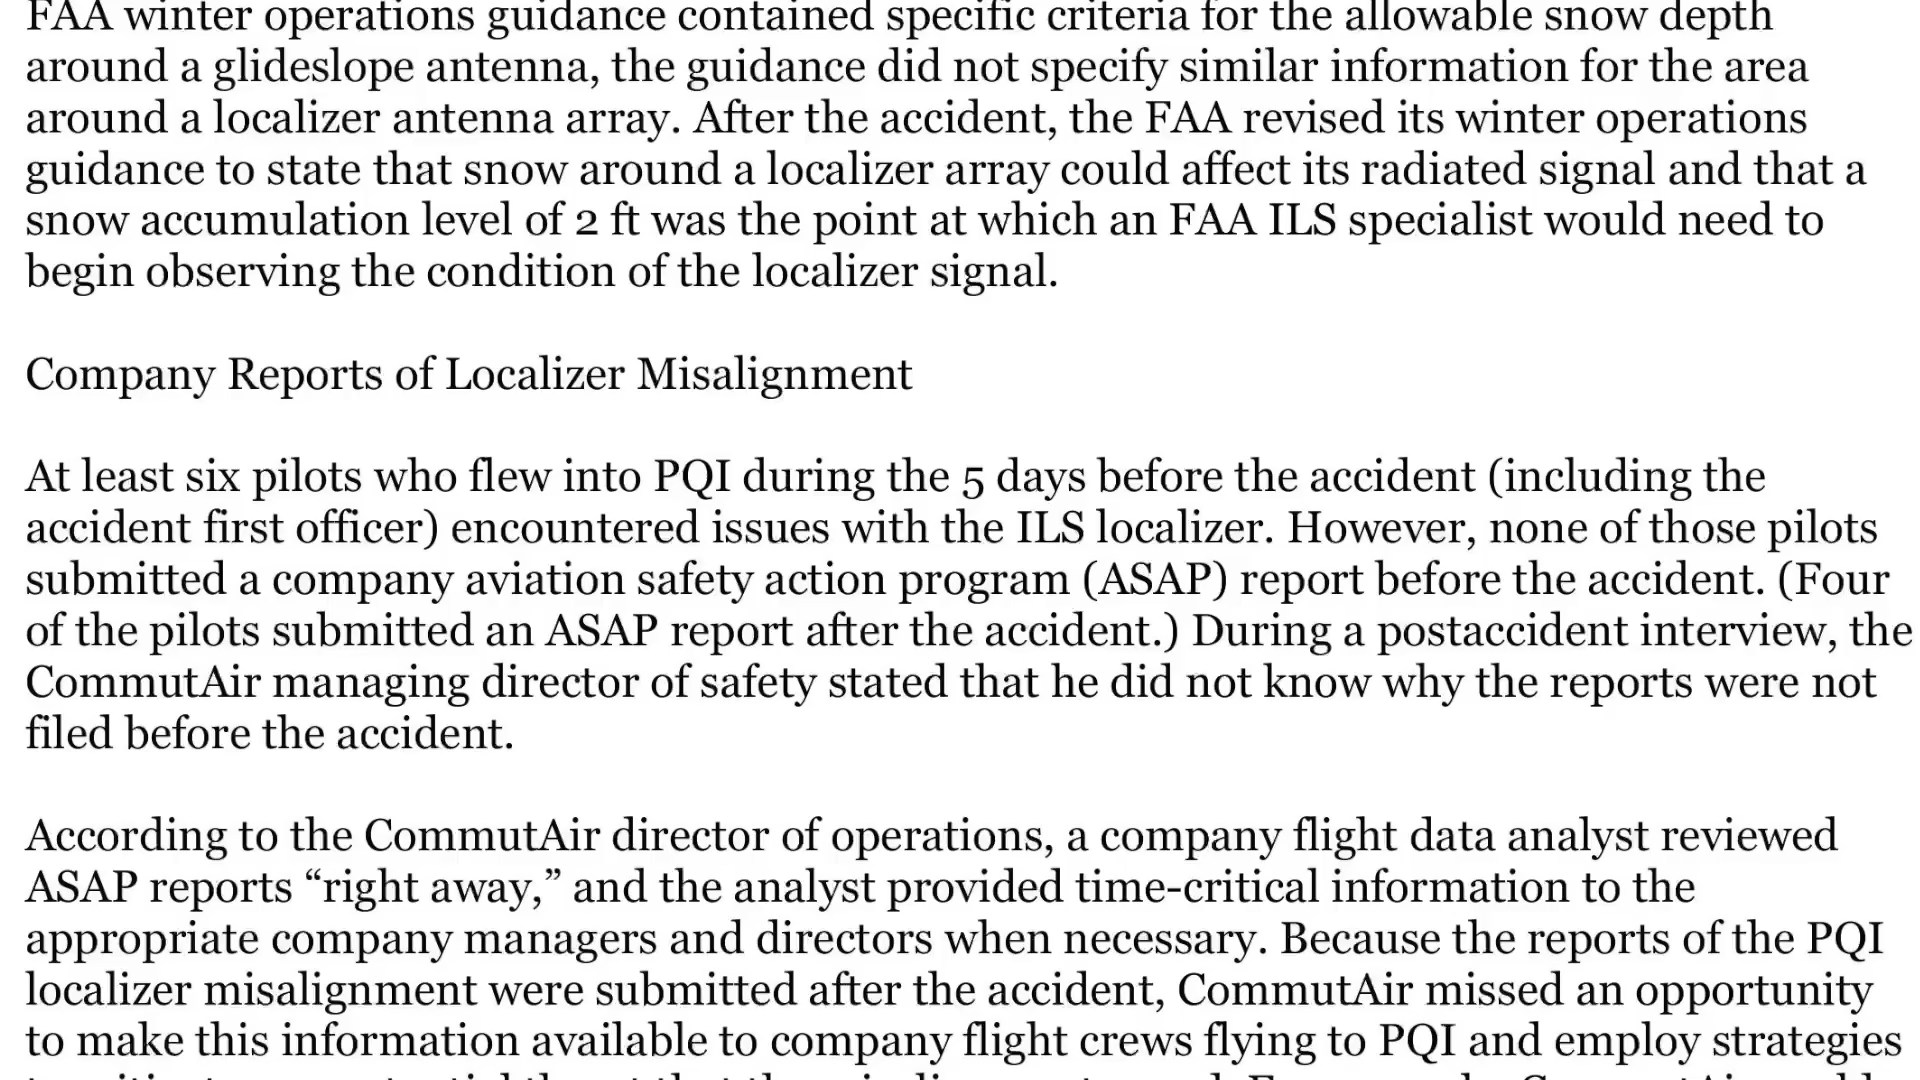 FAA winter operations guidance contained specific criteria for the allowable snow depth
around a glideslope antenna, the guidance did not specify similar information for the area
around a localizer antenna array. After the accident, the FAA revised its winter operations
guidance to state that snow around a localizer array could affect its radiated signal and that a
snow accumulation level of 2 ft was the point at which an FAA ILS specialist would need to
begin observing the condition of the localizer signal.
Company Reports of Localizer Misalignment
At least six pilots who flew into PQI during the 5 days before the accident (including the
accident first officer) encountered issues with the ILS localizer. However, none of those pilots
submitted a company aviation safety action program (ASAP) report before the accident. (Four
of the pilots submitted an ASAP report after the accident.) During a postaccident interview, the
CommutAir managing director of safety stated that he did not know why the reports were not
filed before the accident.
According to the CommutAir director of operations, a company flight data analyst reviewed
ASAP reports “right away,” and the analyst provided time-critical information to the
appropriate company managers and directors when necessary. Because the reports of the PQI
localizer misalignment were submitted after the accident, CommutAir missed an opportunity
to make this information available to company flight crews flying to PQI and employ strategies